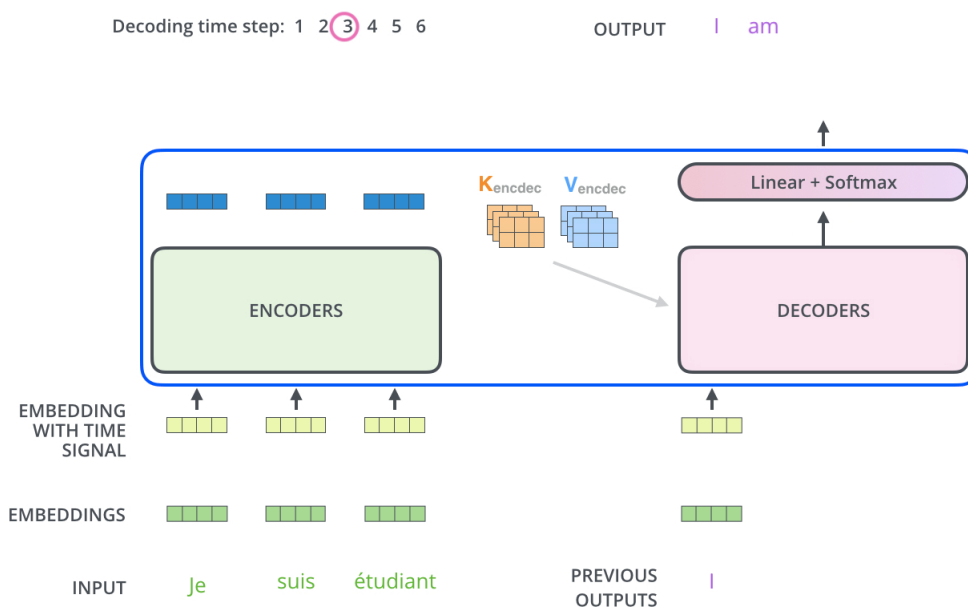 Decoding time step: 1 2 3 4 5 6
OUTPUT I am
Kencdec Vencdec
Linear + Softmax
ENCODERS
DECODERS
EMBEDDING
WITH TIME
SIGNAL
EMBEDDINGS
INPUT Je suis étudiant
PREVIOUS
OUTPUTS
I